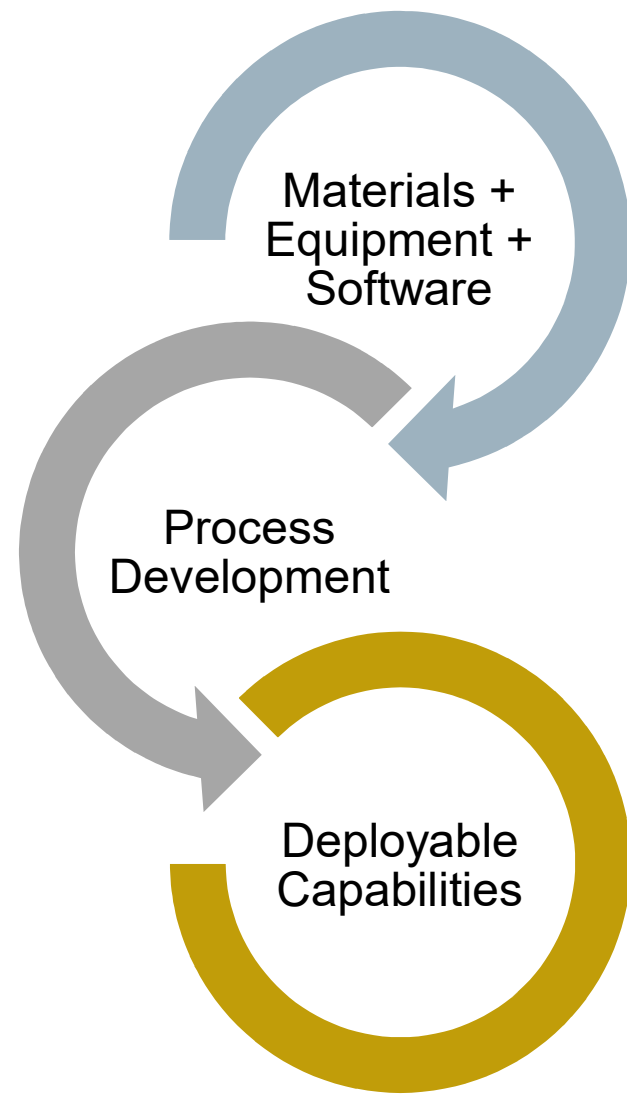 Materials +
Equipment +
Software
Process
Development
Deployable
Capabilities